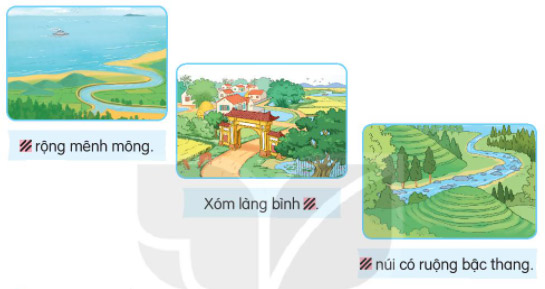 rộng mênh mông.
Xóm làng bình .
núi có ruộng bậc thang.